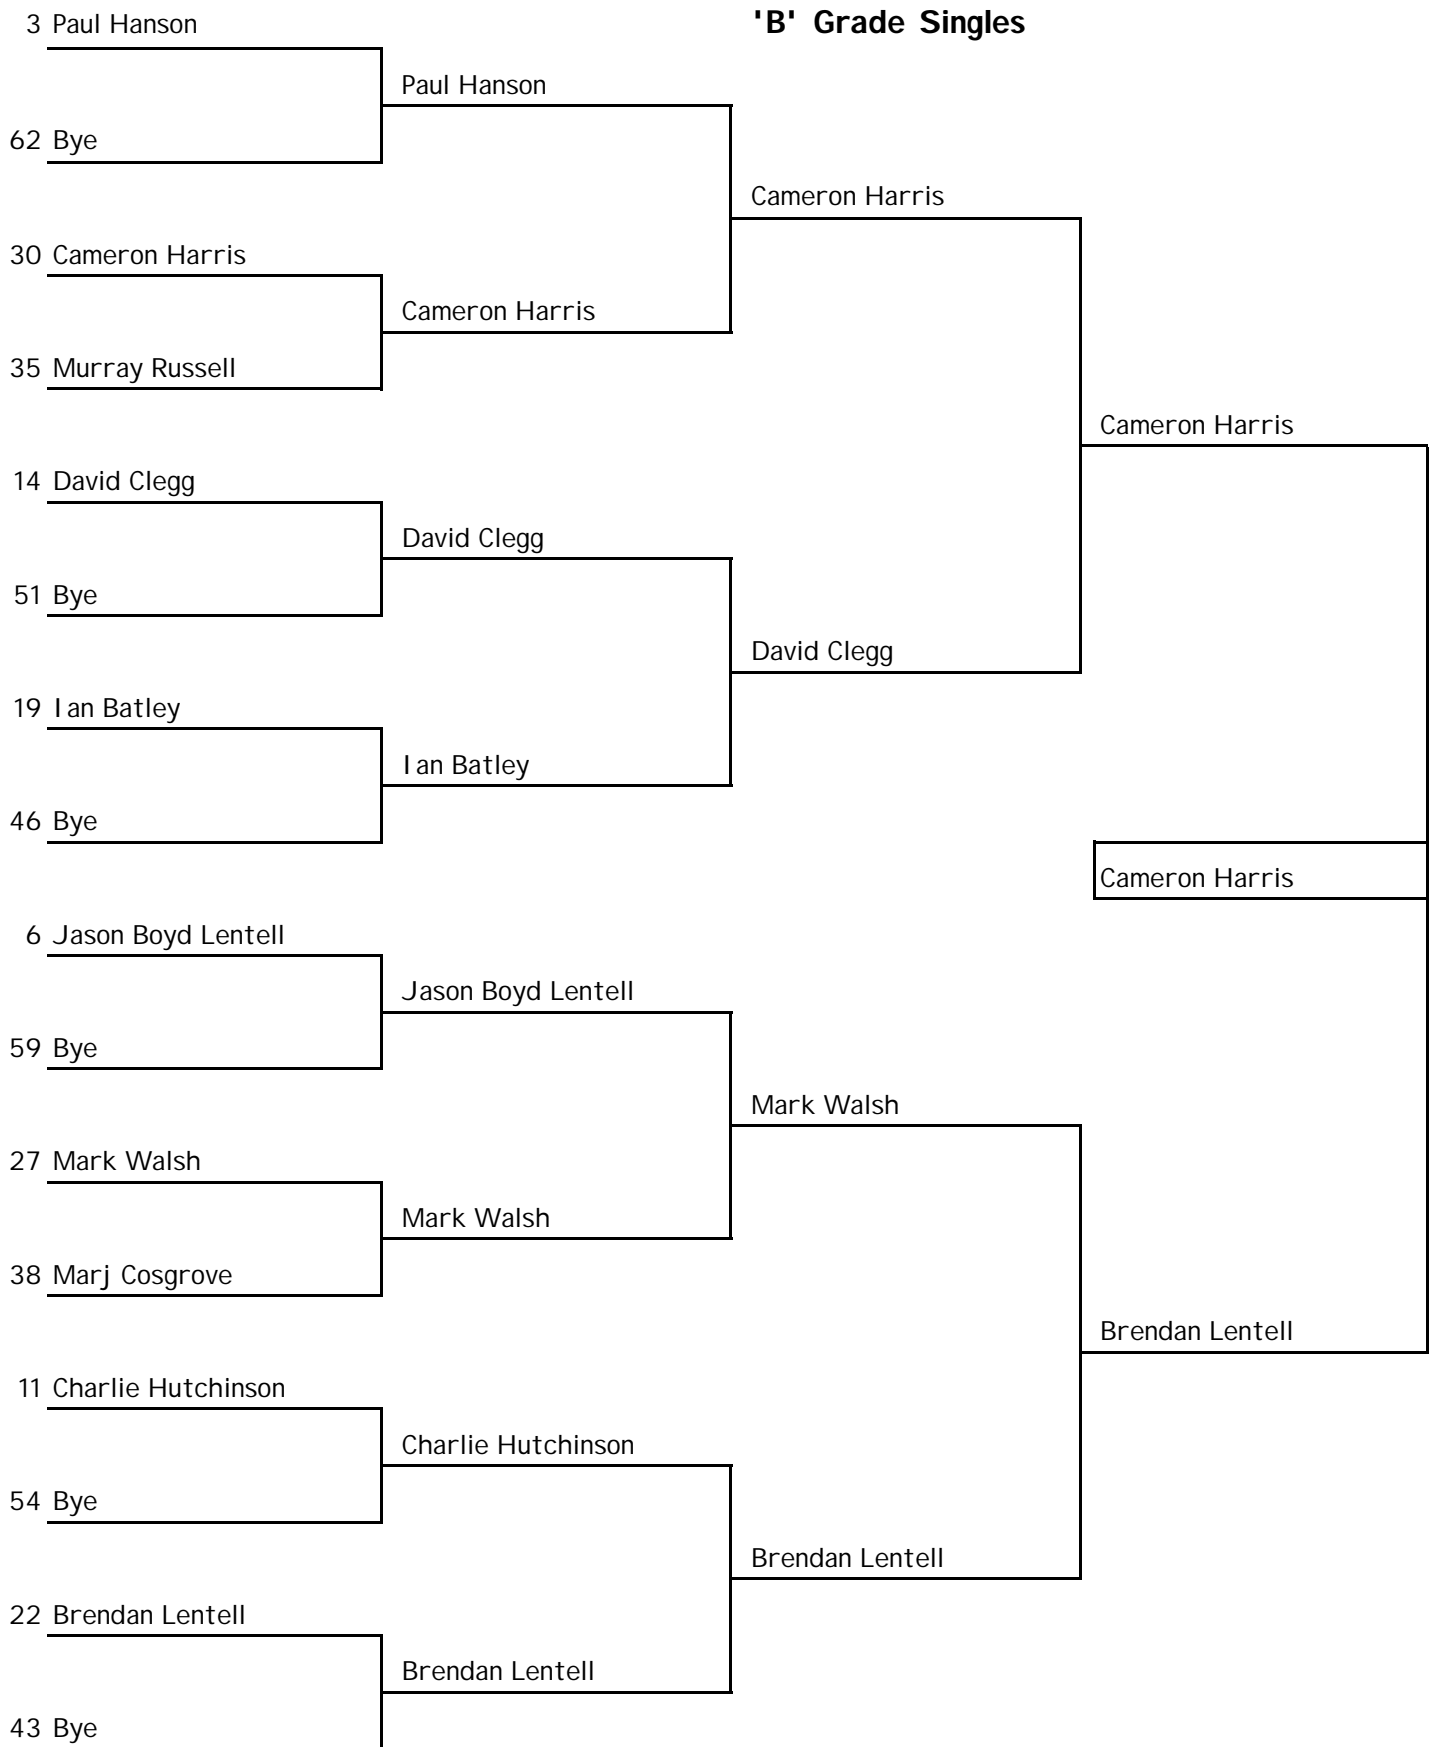 'B' Grade Singles
3 Paul Hanson
Paul Hanson
62 Bye
Cameron Harris
30 Cameron Harris
Cameron Harris
35 Murray Russell
Cameron Harris
14 David Clegg
David Clegg
51 Bye
David Clegg
19 Ian Batley
Ian Batley
46 Bye
Cameron Harris
6 Jason Boyd Lentell
Jason Boyd Lentell
59 Bye
Mark Walsh
27 Mark Walsh
Mark Walsh
38 Marj Cosgrove
Brendan Lentell
11 Charlie Hutchinson
Charlie Hutchinson
54 Bye
Brendan Lentell
22 Brendan Lentell
Brendan Lentell
43 Bye